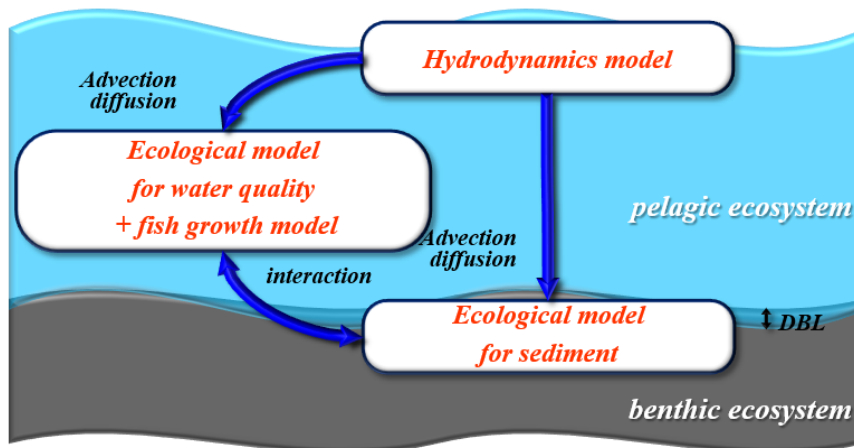 Hydrodynamics model
Advection
diffusion
Ecological model
for water quality
+ fish growth model
pelagic ecosystem
Advection
diffusion
interaction
Ecological model
for sediment
DBL
benthic ecosystem